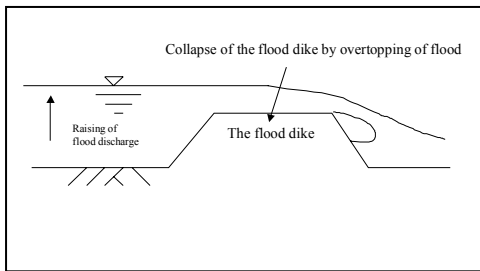 Collapse of the flood dike by overtopping of flood
Raising of
flood discharge
The flood dike